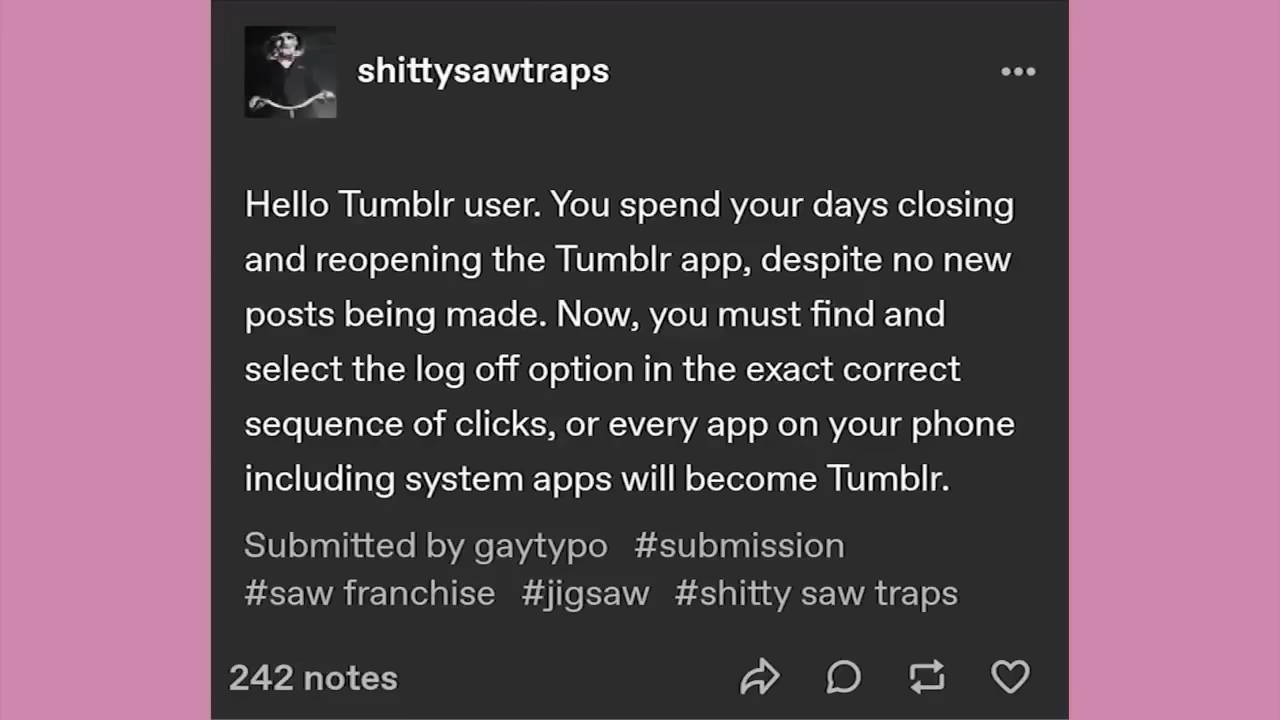 shittysawtraps
Hello Tumblr user. You spend your days closing
and reopening the Tumblr app, despite no new
posts being made. Now, you must find and
select the log off option in the exact correct
sequence of clicks, or every app on your phone
including system apps will become Tumblr.
Submitted by gaytypo #submission
#saw franchise #jigsaw #shitty saw traps
242 notes